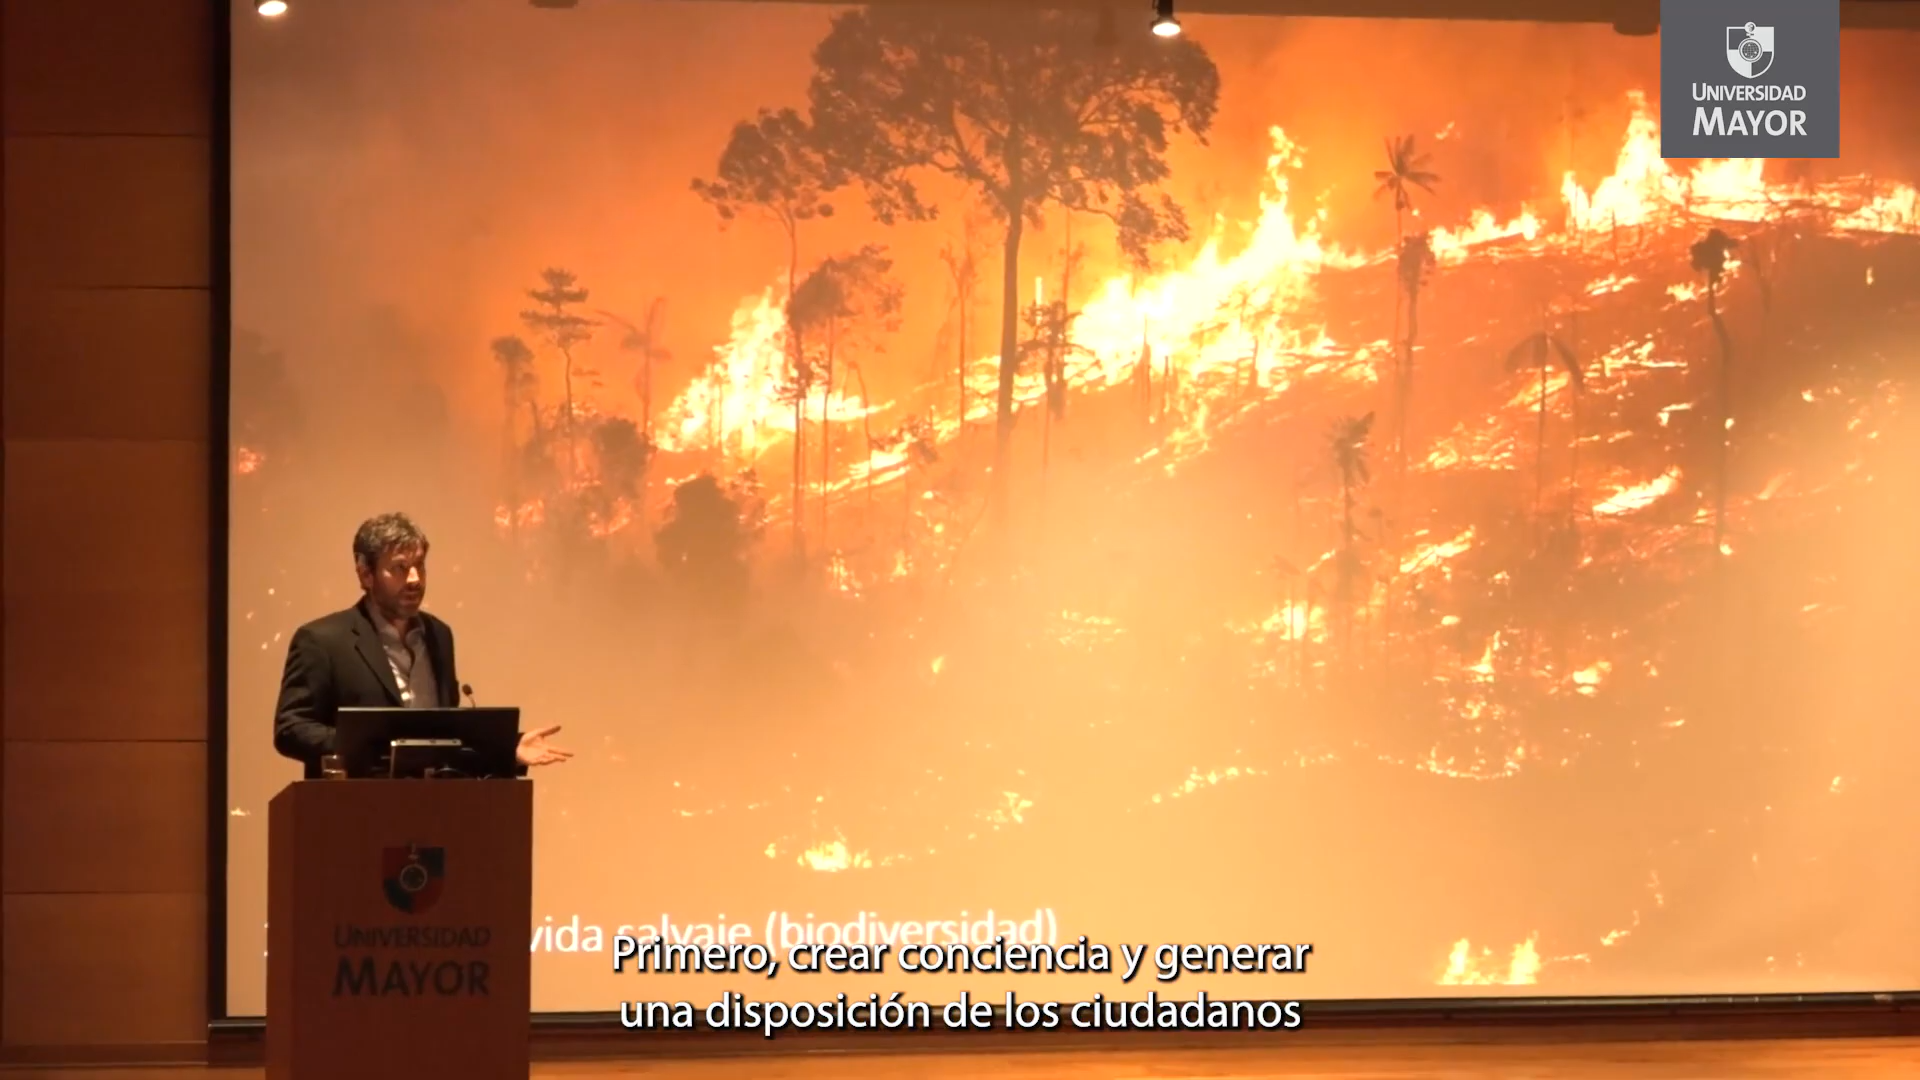 UNIVERSIDAD
MAYOR
vida salvaje (biodiversidad)
UNIVERSIDAD
MAYOR
Primero, crear conciencia y generar
una disposición de los ciudadanos